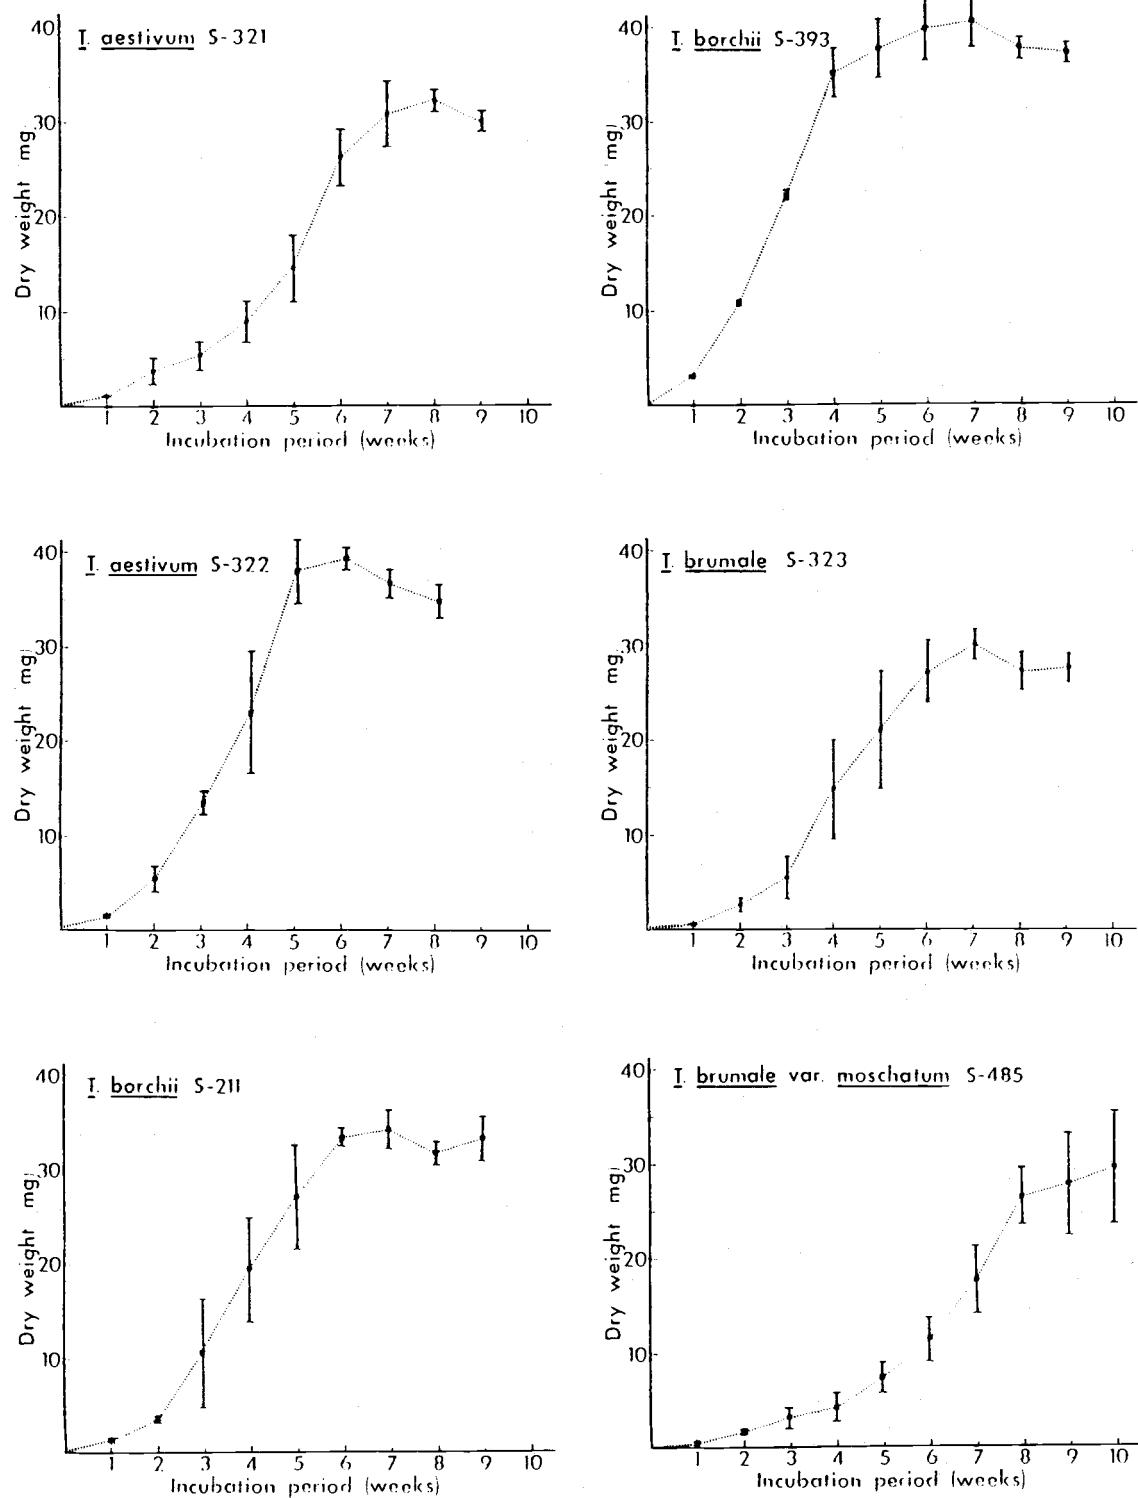 T. aestivum S-321
40
30
20
10
Dry weight mg
1 2 3 4 5 6 7 8 9 10
Incubation period (weeks)
T. borchii S-393
40
30
20
10
Dry weight mg
1 2 3 4 5 6 7 8 9 10
Incubation period (weeks)
T. aestivum S-322
40
30
20
10
Dry weight mg
1 2 3 4 5 6 7 8 9 10
Incubation period (weeks)
T. brumale S-323
40
30
20
10
Dry weight mg
1 2 3 4 5 6 7 8 9 10
Incubation period (weeks)
T. borchii S-211
40
30
20
10
Dry weight mg
1 2 3 4 5 6 7 8 9 10
Incubation period (weeks)
T. brumale var. moschatum S-485
40
30
20
10
Dry weight mg
1 2 3 4 5 6 7 8 9 10
Incubation period (weeks)